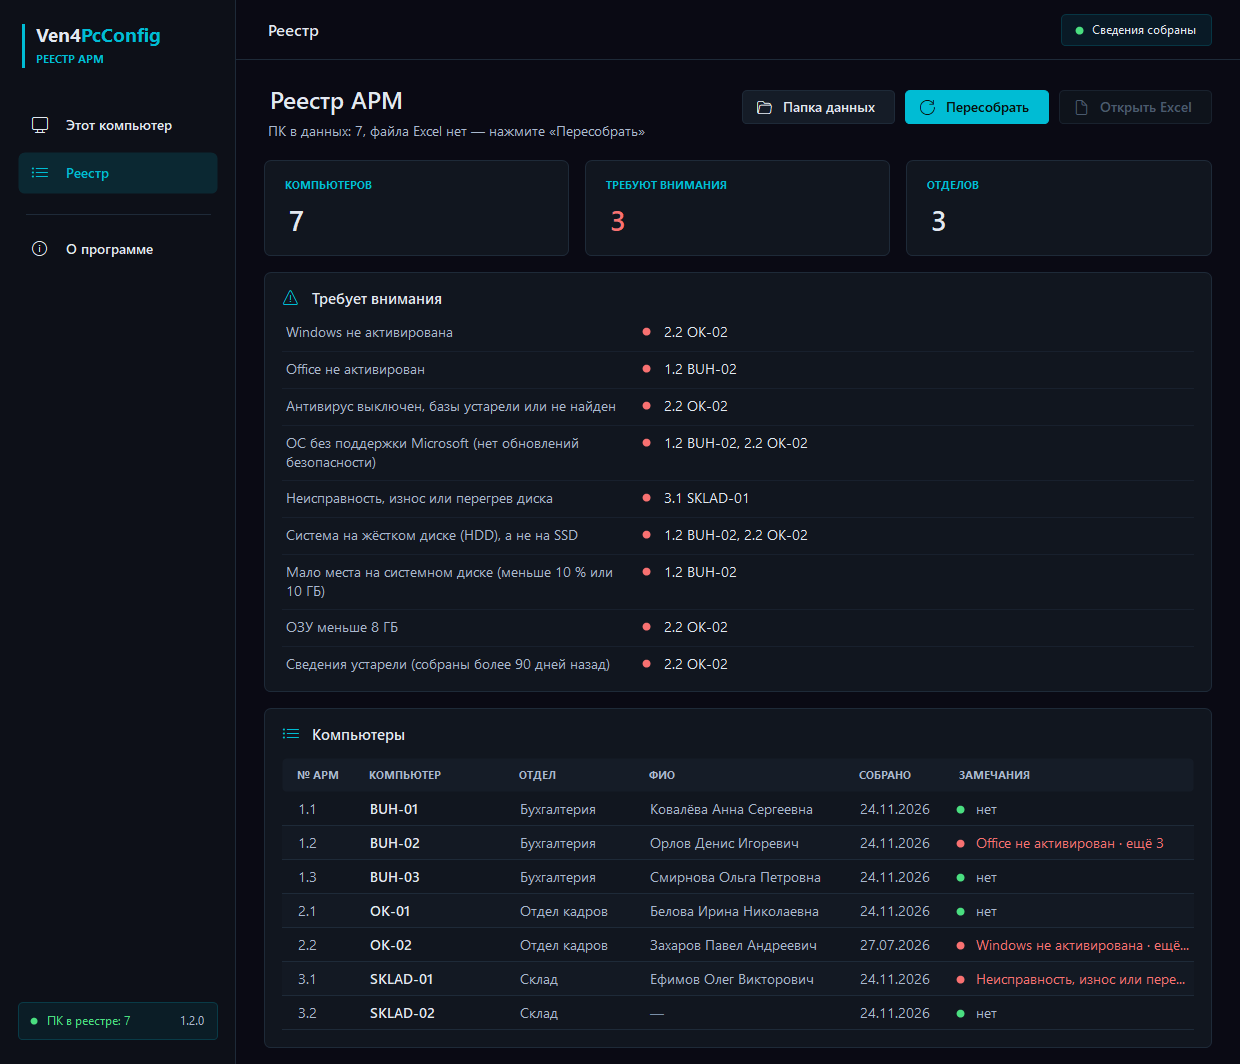 Ven4PcConfig
РЕЕСТР АРМ
Этот компьютер
Реестр
О программе
ПК в реестре: 7 1.2.0
Реестр
Сведения собраны
Реестр АРМ
ПК в данных: 7, файла Excel нет — нажмите «Пересобрать»
Папка данных
Пересобрать
Открыть Excel
КОМПЬЮТЕРОВ
7
ТРЕБУЮТ ВНИМАНИЯ
3
ОТДЕЛОВ
3
Требует внимания
Windows не активирована 2.2 OK-02
Office не активирован 1.2 BUH-02
Антивирус выключен, базы устарели или не найден 2.2 OK-02
ОС без поддержки Microsoft (нет обновлений
безопасности) 1.2 BUH-02, 2.2 OK-02
Неисправность, износ или перегрев диска 3.1 SKLAD-01
Система на жёстком диске (HDD), а не на SSD 1.2 BUH-02, 2.2 OK-02
Мало места на системном диске (меньше 10 % или
10 ГБ) 1.2 BUH-02
ОЗУ меньше 8 ГБ 2.2 OK-02
Сведения устарели (собраны более 90 дней назад) 2.2 OK-02
Компьютеры
№ АРМ КОМПЬЮТЕР ОТДЕЛ ФИО СОБРАНО ЗАМЕЧАНИЯ
1.1 BUH-01 Бухгалтерия Ковалёва Анна Сергеевна 24.11.2026 нет
1.2 BUH-02 Бухгалтерия Орлов Денис Игоревич 24.11.2026 Office не активирован · ещё 3
1.3 BUH-03 Бухгалтерия Смирнова Ольга Петровна 24.11.2026 нет
2.1 OK-01 Отдел кадров Белова Ирина Николаевна 24.11.2026 нет
2.2 OK-02 Отдел кадров Захаров Павел Андреевич 27.07.2026 Windows не активирована · ещё...
3.1 SKLAD-01 Склад Ефимов Олег Викторович 24.11.2026 Неисправность, износ или пере...
3.2 SKLAD-02 Склад — 24.11.2026 нет